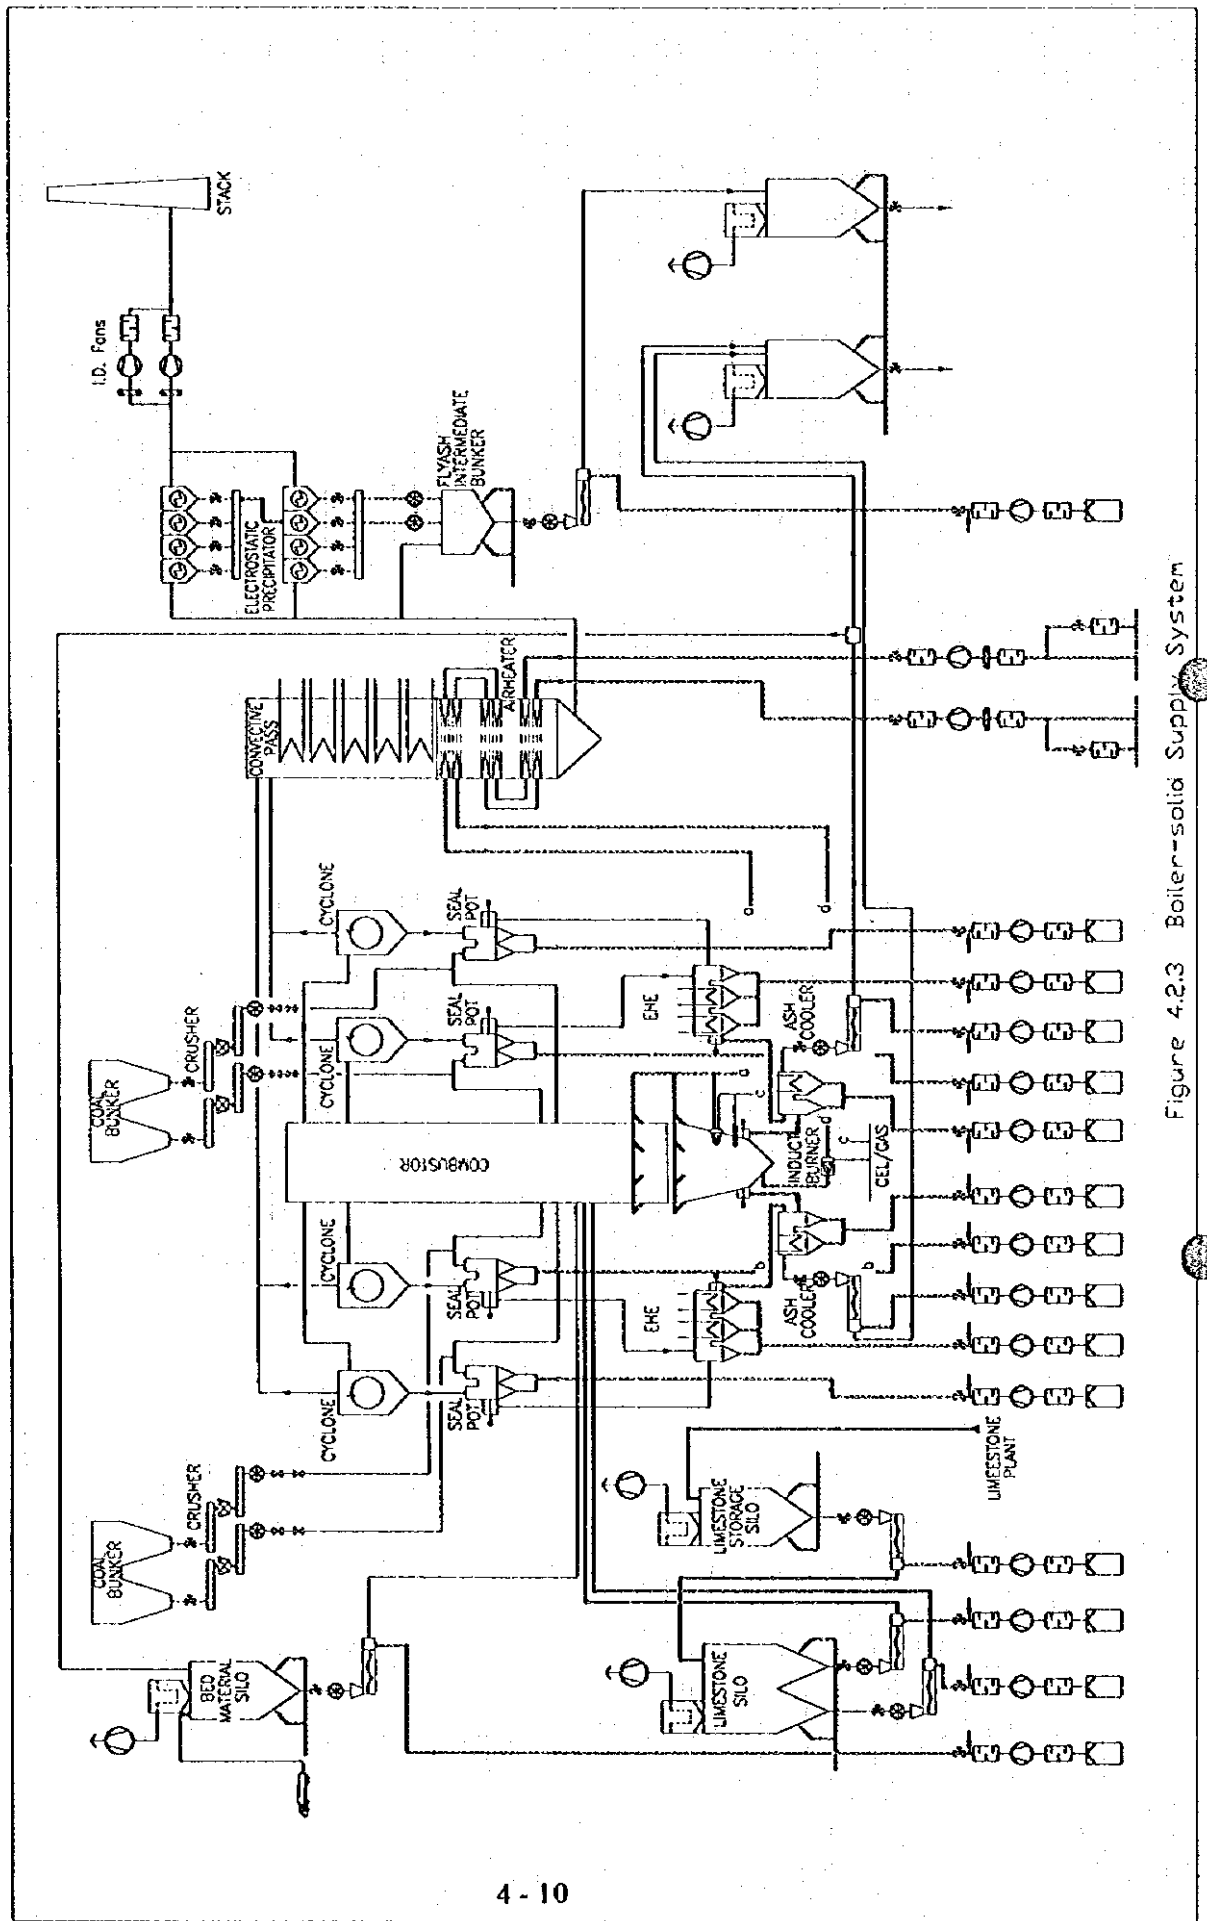 STACK
I.D. Fans
ELECTROSTATIC
PRECIPITATOR
FLYASH
INTERMEDIATE
BUNKER
CONVECTIVE
PASS
AIRHEATER
COAL
BUNKER
CRUSHER
CYCLONE
SEAL
POT
CYCLONE
SEAL
POT
COMBUSTOR
CYCLONE
SEAL
POT
CYCLONE
SEAL
POT
COAL
BUNKER
CRUSHER
BED
MATERIAL
SILO
EHE
ASH
COOLER
a
d
a
c
INDUCT
BURNER
d
c
OEL/GAS
b
b
EHE
ASH
COOLER
LIMESTONE
STORAGE
SILO
LIMEESTONE
PLANT
LIMESTONE
SILO
Figure 4.2.3 Boiler-solid Supply System
4 - 10